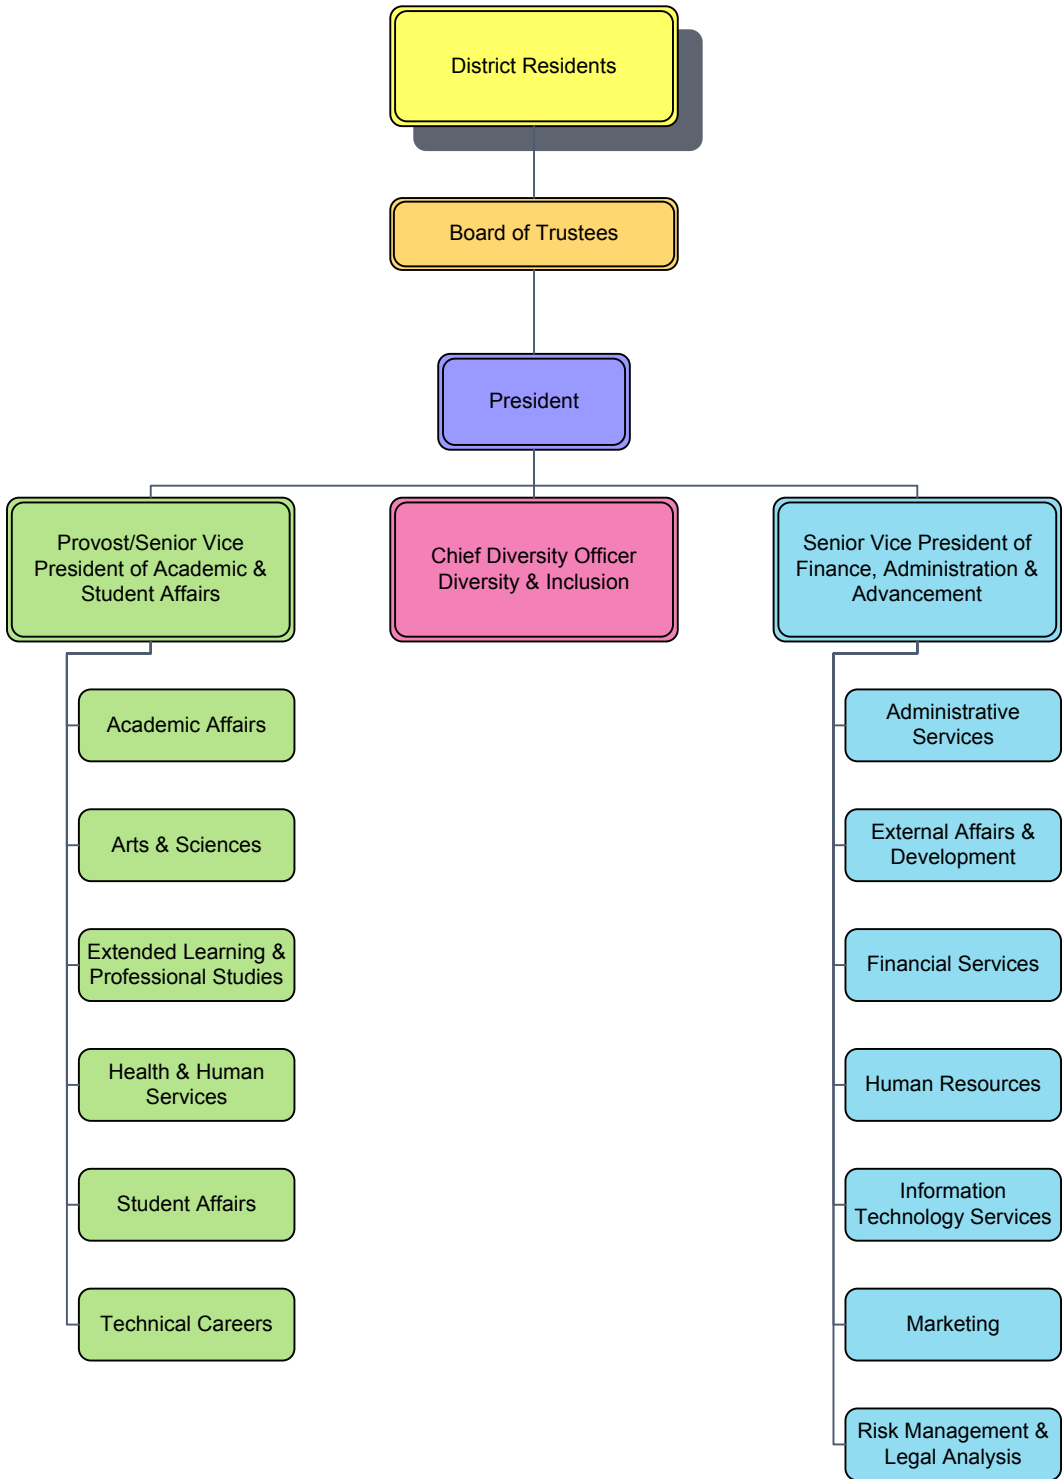 District Residents
Board of Trustees
President
Provost/Senior Vice
President of Academic &
Student Affairs
Chief Diversity Officer
Diversity & Inclusion
Senior Vice President of
Finance, Administration &
Advancement
Academic Affairs
Arts & Sciences
Extended Learning &
Professional Studies
Health & Human
Services
Student Affairs
Technical Careers
Administrative
Services
External Affairs &
Development
Financial Services
Human Resources
Information
Technology Services
Marketing
Risk Management &
Legal Analysis